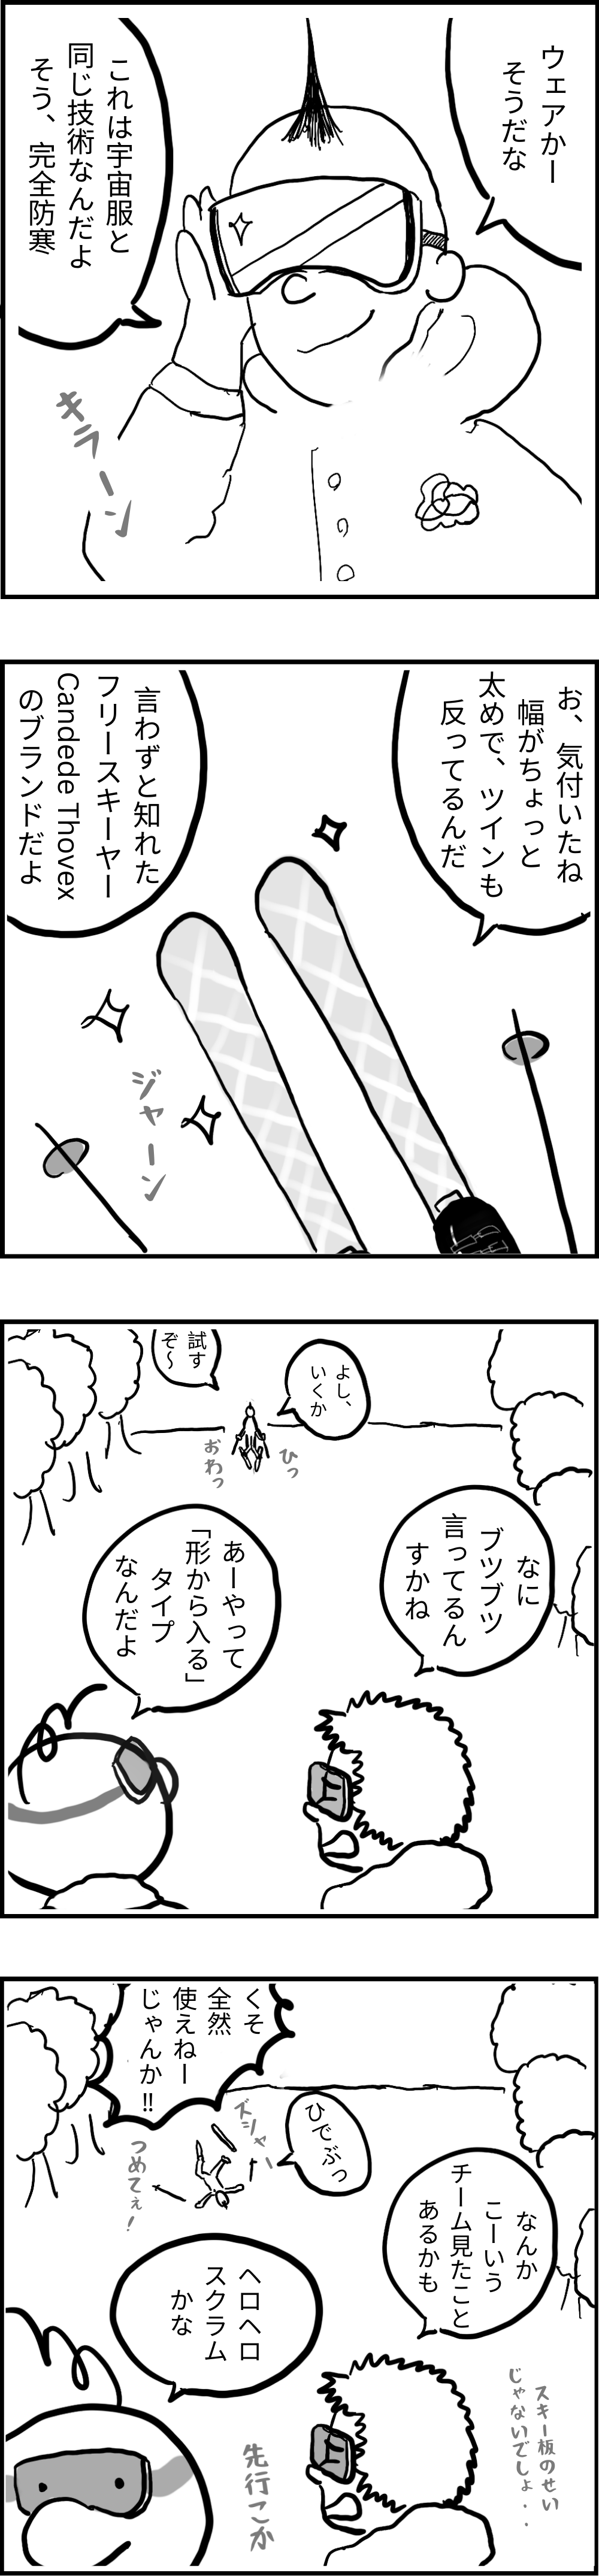 ウェアかー
そうだな
これは宇宙服と
同じ技術なんだよ
そう、完全防寒
キラーン
お、気付いたね
幅がちょっと
太めで、ツインも
反ってるんだ
言わずと知れた
フリースキーヤー
Candede Thovex
のブランドだよ
ジャーン
よし、
いくか
試す
ぞ〜
ひっ
おわっ
なに
ブツブツ
言ってるん
すかね
あーやって
「形から入る」
タイプ
なんだよ
くそ
全然
使えねー
じゃんか!!
ひでぶっ
ズシャー
つめてぇ!
なんか
こーいう
チーム見たこと
あるかも
ヘロヘロ
スクラム
かな
スキー板のせい
じゃないでしょ・・
先行こか